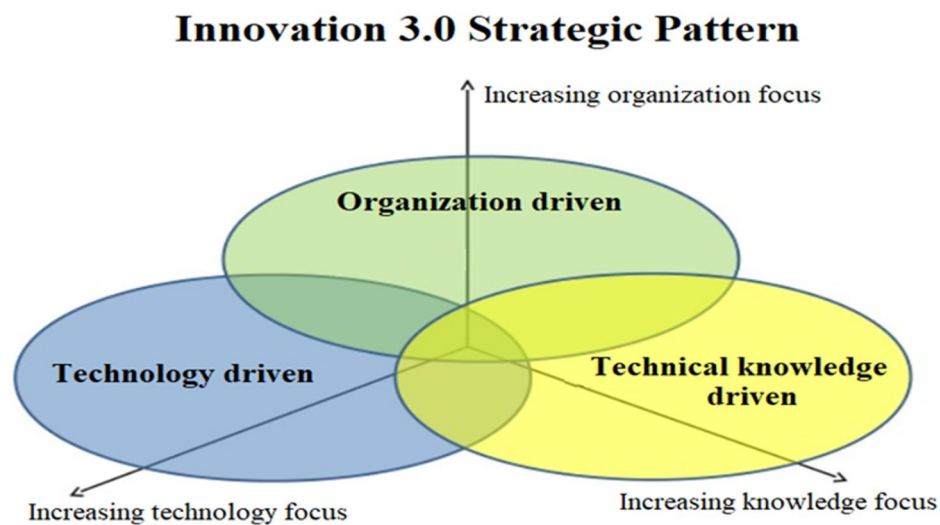 Innovation 3.0 Strategic Pattern
Increasing organization focus
Organization driven
Technology driven
Technical knowledge
driven
Increasing technology focus
Increasing knowledge focus